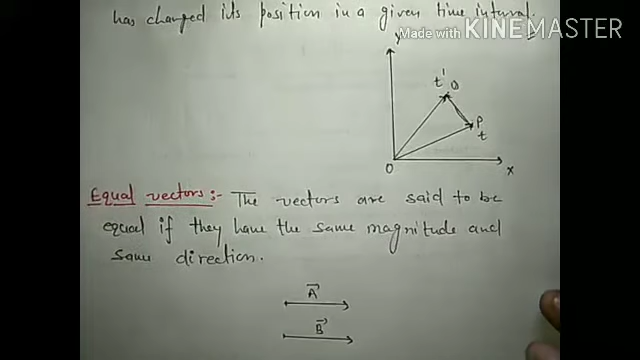 has changed its position in a given time interval.
Made with KINEMASTER
y
t' Q
P
t
O
x
Equal vectors:- The vectors are said to be
equal if they have the same magnitude and
same direction.
A
B